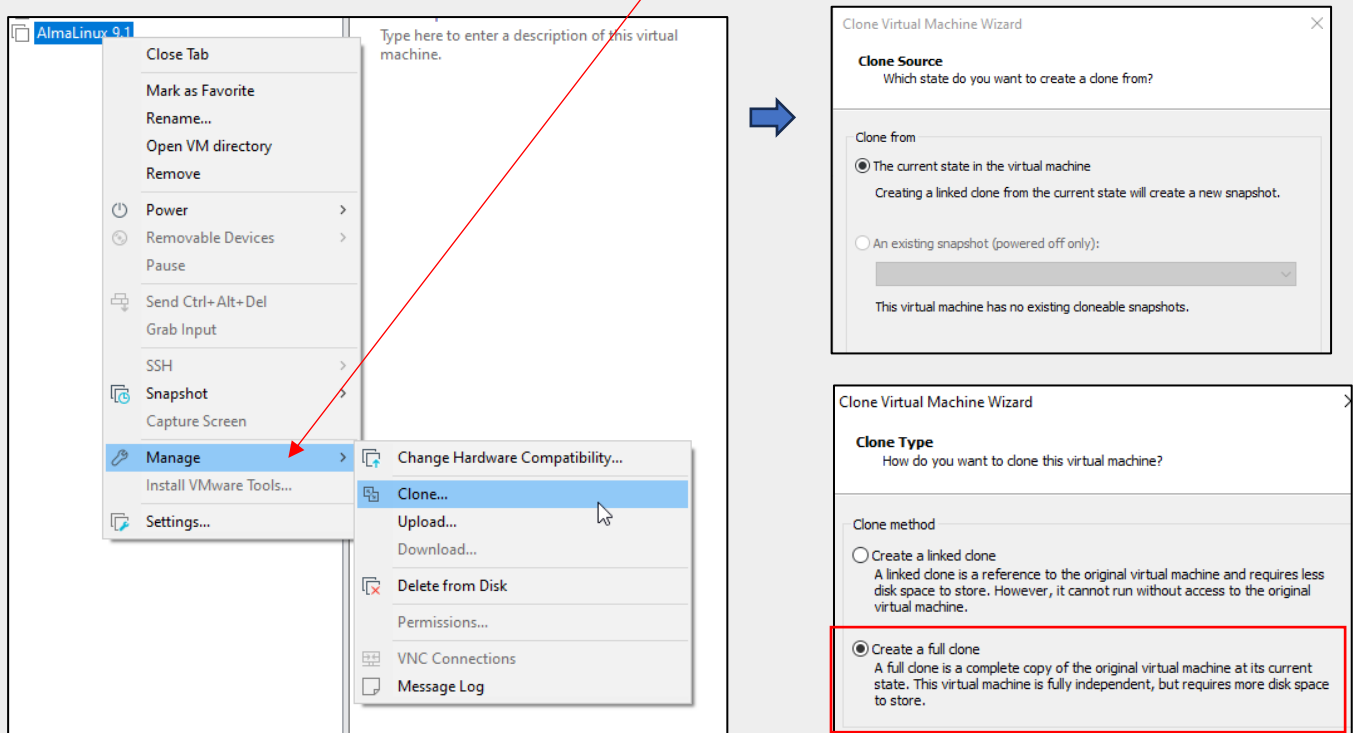 AlmaLinux 9.1
Close Tab
Mark as Favorite
Rename...
Open VM directory
Remove
Power
Removable Devices
Pause
Send Ctrl+Alt+Del
Grab Input
SSH
Snapshot
Capture Screen
Manage
Install VMware Tools...
Settings...
Type here to enter a description of this virtual
machine.
Change Hardware Compatibility...
Clone...
Upload...
Download...
Delete from Disk
Permissions...
VNC Connections
Message Log
Clone Virtual Machine Wizard
Clone Source
Which state do you want to create a clone from?
Clone from
The current state in the virtual machine
Creating a linked clone from the current state will create a new snapshot.
An existing snapshot (powered off only):
This virtual machine has no existing cloneable snapshots.
Clone Virtual Machine Wizard
Clone Type
How do you want to clone this virtual machine?
Clone method
Create a linked clone
A linked clone is a reference to the original virtual machine and requires less
disk space to store. However, it cannot run without access to the original
virtual machine.
Create a full clone
A full clone is a complete copy of the original virtual machine at its current
state. This virtual machine is fully independent, but requires more disk space
to store.